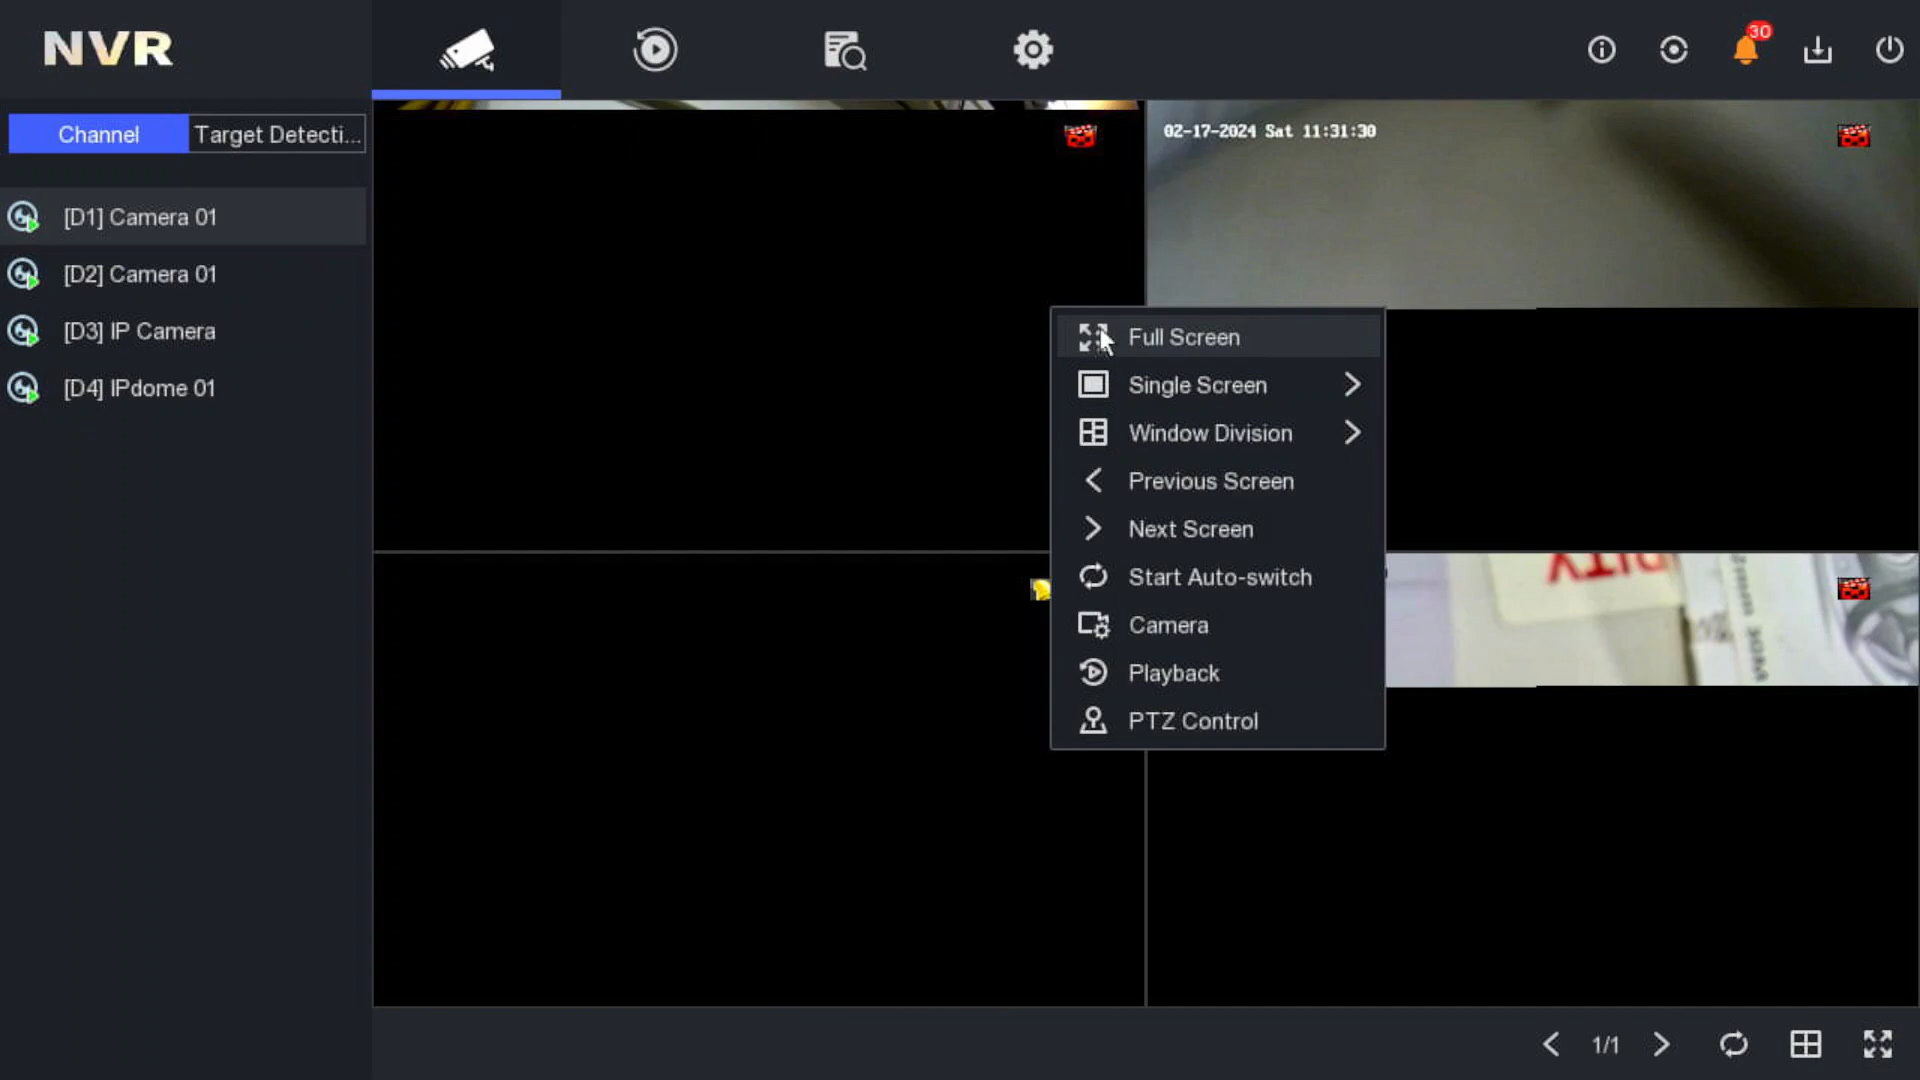 NVR
30
Channel
Target Detecti...
[D1] Camera 01
[D2] Camera 01
[D3] IP Camera
[D4] IPdome 01
02-17-2024 Sat 11:31:30
Full Screen
Single Screen
Window Division
Previous Screen
Next Screen
Start Auto-switch
Camera
Playback
PTZ Control
1/1